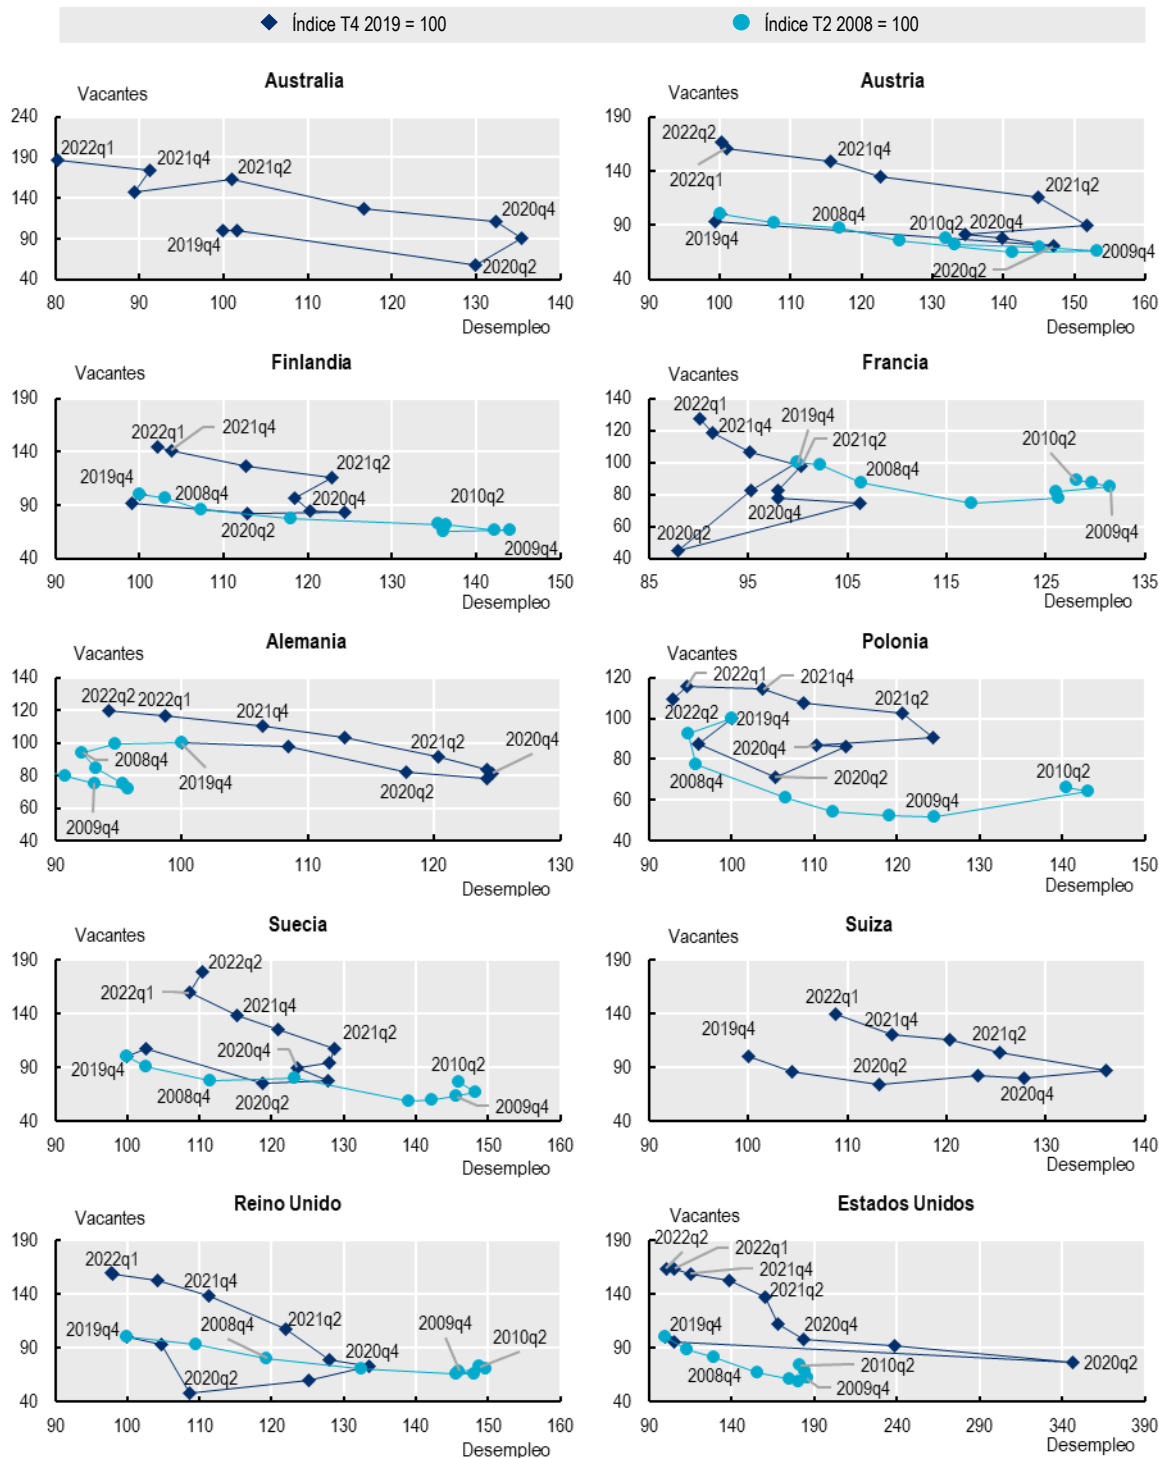 Índice T4 2019 = 100
Índice T2 2008 = 100
Australia
Vacantes
240
190
140
90
40
2022q1
2021q4
2021q2
2020q4
2019q4
2020q2
80 90 100 110 120 130 140
Desempleo
Austria
Vacantes
190
140
90
40
2022q2
2022q1
2021q4
2021q2
2008q4
2010q2
2020q4
2019q4
2020q2
2009q4
90 100 110 120 130 140 150 160
Desempleo
Finlandia
Vacantes
190
140
90
40
2022q1
2021q4
2021q2
2019q4
2008q4
2020q4
2010q2
2020q2
2009q4
90 100 110 120 130 140 150
Desempleo
Francia
Vacantes
140
120
100
80
60
40
2022q1
2021q4
2019q4
2021q2
2008q4
2010q2
2020q4
2020q2
2009q4
85 95 105 115 125 135
Desempleo
Alemania
Vacantes
140
120
100
80
60
40
2022q2
2022q1
2021q4
2021q2
2020q4
2008q4
2019q4
2020q2
2009q4
90 100 110 120 130
Desempleo
Polonia
Vacantes
120
100
80
60
40
2022q1
2021q4
2022q2
2019q4
2021q2
2020q4
2008q4
2020q2
2009q4
2010q2
90 100 110 120 130 140 150
Desempleo
Suecia
Vacantes
190
140
90
40
2022q2
2022q1
2021q4
2021q2
2020q4
2019q4
2010q2
2008q4
2020q2
2009q4
90 100 110 120 130 140 150 160
Desempleo
Suiza
Vacantes
190
140
90
40
2022q1
2021q4
2021q2
2019q4
2020q2
2020q4
90 100 110 120 130 140
Desempleo
Reino Unido
Vacantes
190
140
90
40
2022q1
2021q4
2019q4
2008q4
2021q2
2020q4
2009q4
2010q2
2020q2
90 100 110 120 130 140 150 160
Desempleo
Estados Unidos
Vacantes
190
140
90
40
2022q2
2022q1
2021q4
2021q2
2019q4
2020q4
2020q2
2008q4
2010q2
2009q4
90 140 190 240 290 340 390
Desempleo